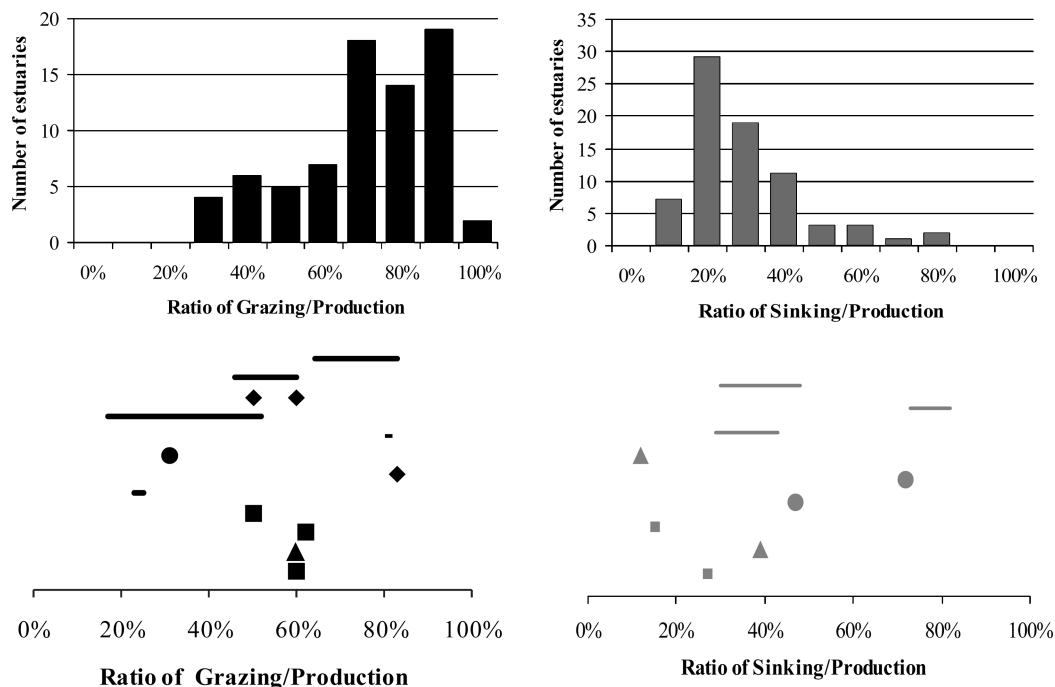 20
15
10
5
0
Number of estuaries
0% 20% 40% 60% 80% 100%
Ratio of Grazing/Production
35
30
25
20
15
10
5
0
Number of estuaries
0% 20% 40% 60% 80% 100%
Ratio of Sinking/Production
0% 20% 40% 60% 80% 100%
Ratio of Grazing/Production
0% 20% 40% 60% 80% 100%
Ratio of Sinking/Production